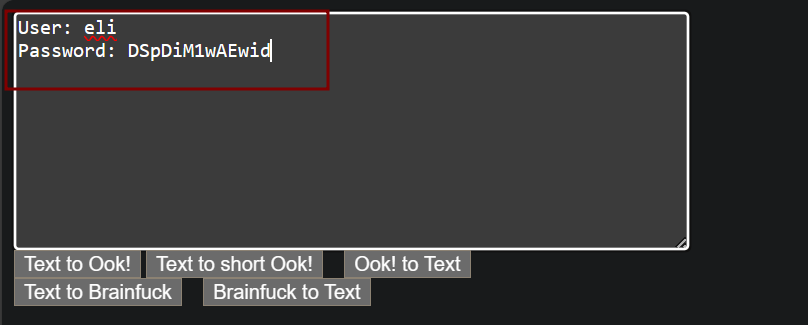 User: eli
Password: DSpDiM1wAEwid
Text to Ook! Text to short Ook! Ook! to Text
Text to Brainfuck Brainfuck to Text